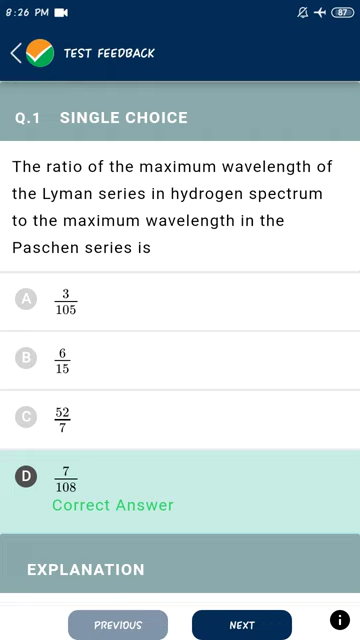 8:26 PM
87
TEST FEEDBACK
Q.1 SINGLE CHOICE
The ratio of the maximum wavelength of
the Lyman series in hydrogen spectrum
to the maximum wavelength in the
Paschen series is
A 3/105
B 6/15
C 52/7
D 7/108
Correct Answer
EXPLANATION
PREVIOUS NEXT